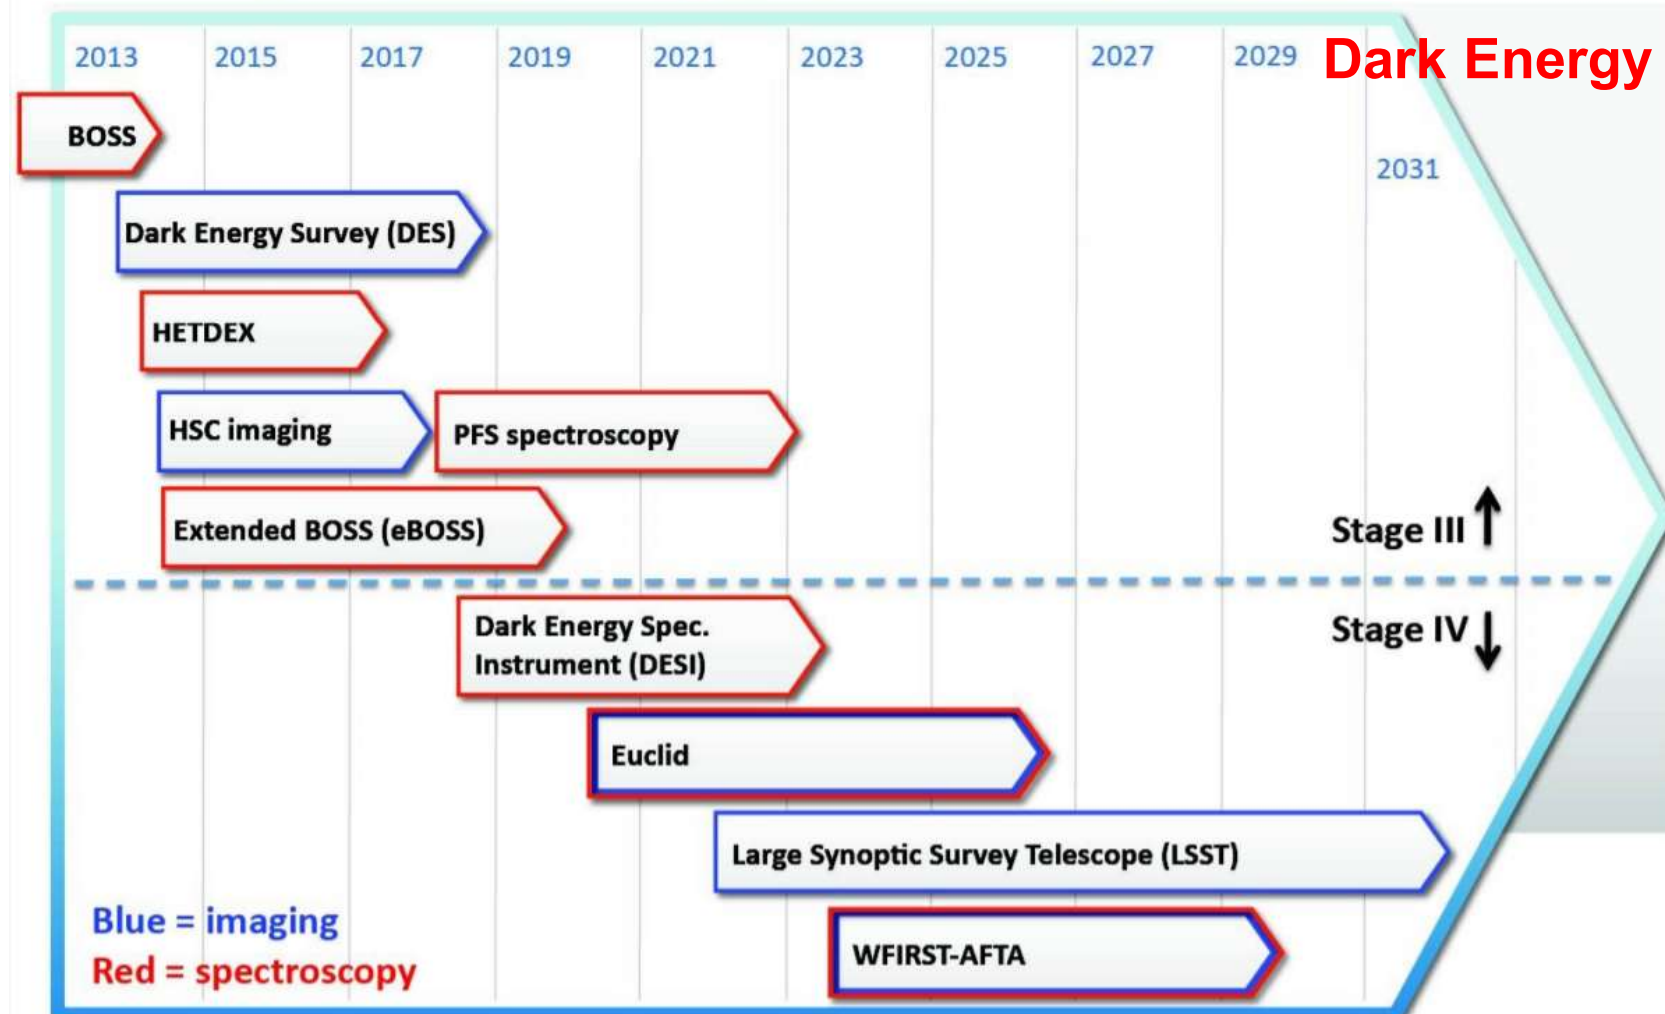 2013 2015 2017 2019 2021 2023 2025 2027 2029 Dark Energy
BOSS
2031
Dark Energy Survey (DES)
HETDEX
HSC imaging PFS spectroscopy
Extended BOSS (eBOSS) Stage III
Dark Energy Spec.
Instrument (DESI)
Stage IV
Euclid
Large Synoptic Survey Telescope (LSST)
Blue = imaging
WFIRST-AFTA
Red = spectroscopy